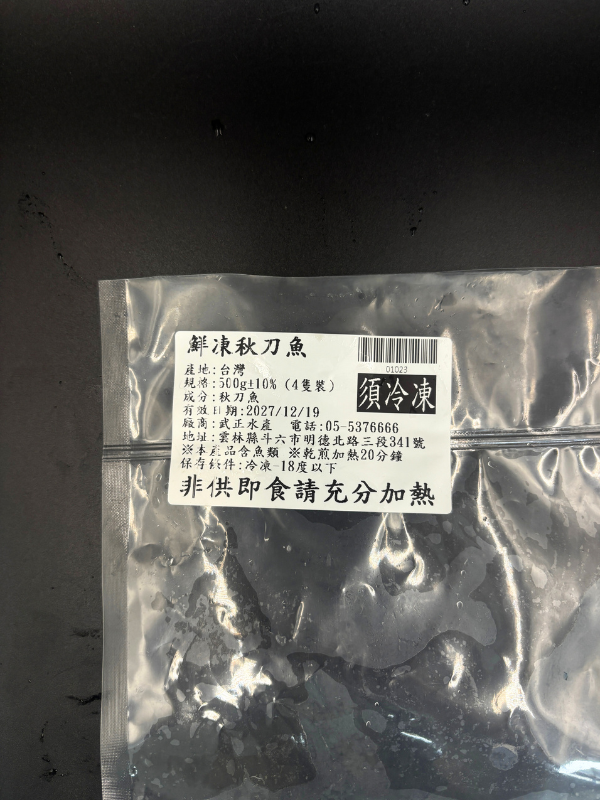 鮮凍秋刀魚
01023
產地:台灣
規格:500g±10% (4隻裝)
須冷凍
成分:秋刀魚
有效日期:2027/12/19
廠商:武正水產 電話:05-5376666
地址:雲林縣斗六市明德北路三段341號
※本產品含魚類 ※乾煎加熱20分鐘
保存條件:冷凍-18度以下
非供即食請充分加熱